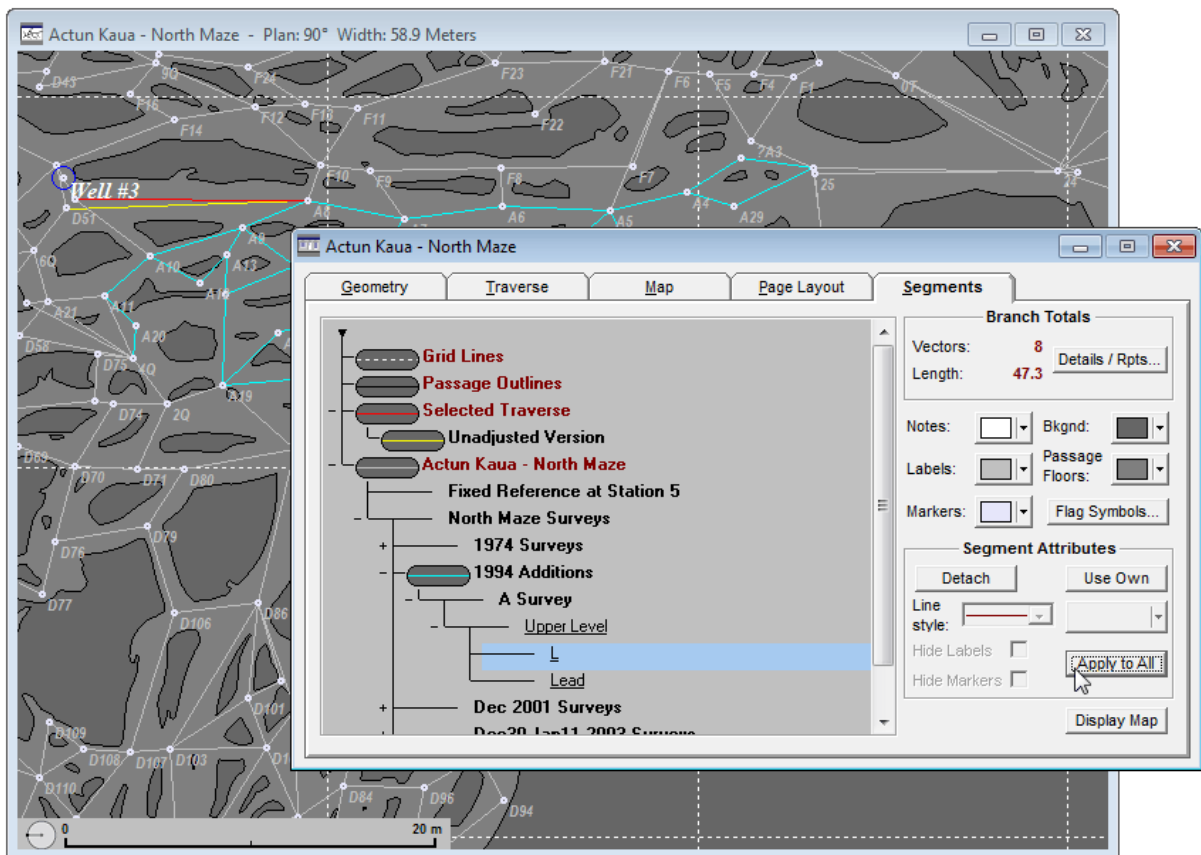 Actun Kaua - North Maze - Plan: 90° Width: 58.9 Meters
D43
9Q
F24
F23
F21
F6
F5
F4
F1
D7
F16
F12
F13
F11
F22
F14
?A3
F10
F9
F8
F7
25
24
Well #3
D51
A8
A6
A5
A4
A29
A9
6Q
A10
A13
A11
A21
A20
D58
D75
4Q
A19
D74
2Q
D69
D70
D71
D80
D76
D79
D77
D106
D86
D101
D109
D108
D107
D103
D110
D84
D96
D94
0
20 m
Actun Kaua - North Maze
Geometry
Traverse
Map
Page Layout
Segments
Grid Lines
Passage Outlines
Selected Traverse
Unadjusted Version
Actun Kaua - North Maze
Fixed Reference at Station 5
North Maze Surveys
1974 Surveys
1994 Additions
A Survey
Upper Level
L
Lead
Dec 2001 Surveys
Dec30-Jan11-2003 Surveys
Branch Totals
Vectors: 8
Length: 47.3
Details / Rpts...
Notes:
Bkgnd:
Labels:
Passage Floors:
Markers:
Flag Symbols...
Segment Attributes
Detach
Use Own
Line style:
Hide Labels
Apply to All
Hide Markers
Display Map